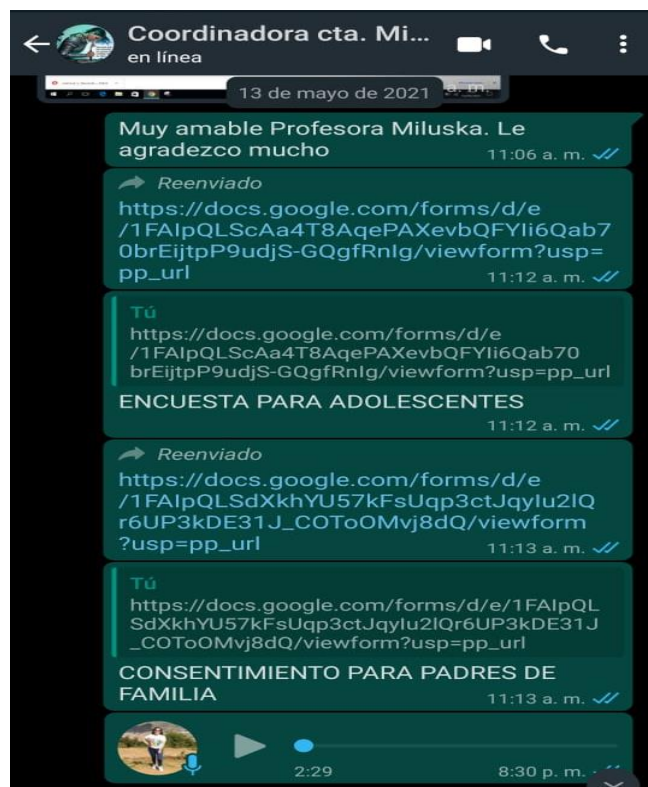 Coordinadora cta. Mi...
en línea
13 de mayo de 2021
a. m.
Muy amable Profesora Miluska. Le
agradezco mucho
11:06 a. m.
Reenviado
https://docs.google.com/forms/d/e
/1FAIpQLScAa4T8AqePAXevbQFYIi6Qab7
0brEijtpP9udjS-GQgfRnIg/viewform?usp=
pp_url
11:12 a. m.
Tú
https://docs.google.com/forms/d/e
/1FAIpQLScAa4T8AqePAXevbQFYIi6Qab70
brEijtpP9udjS-GQgfRnIg/viewform?usp=pp_url
ENCUESTA PARA ADOLESCENTES
11:12 a. m.
Reenviado
https://docs.google.com/forms/d/e
/1FAIpQLSdXkhYU57kFsUqp3ctJqyIu2lQ
r6UP3kDE31J_COToOMvj8dQ/viewform
?usp=pp_url
11:13 a. m.
Tú
https://docs.google.com/forms/d/e/1FAIpQL
SdXkhYU57kFsUqp3ctJqyIu2lQr6UP3kDE31J
_COToOMvj8dQ/viewform?usp=pp_url
CONSENTIMIENTO PARA PADRES DE
FAMILIA
11:13 a. m.
2:29
8:30 p. m.